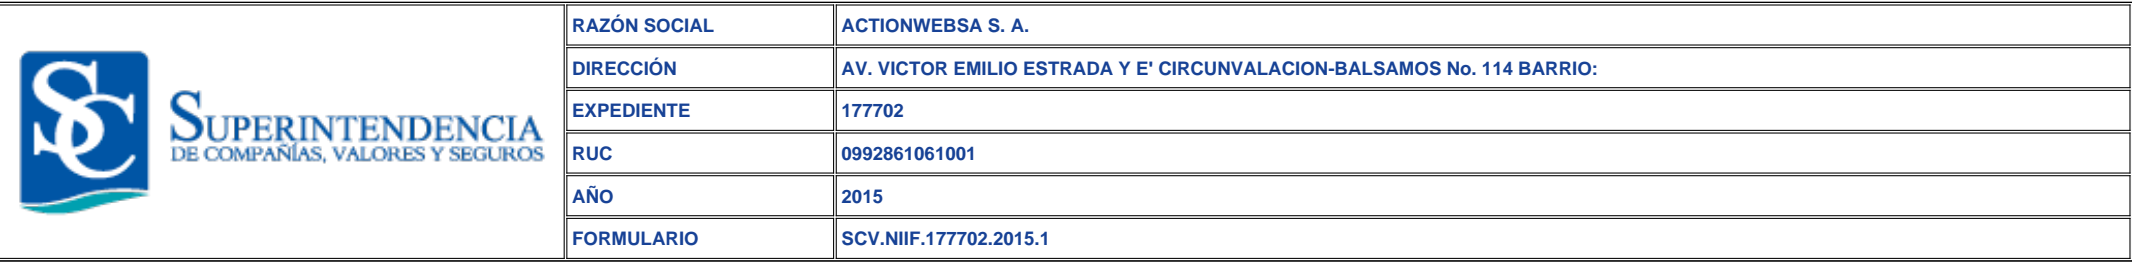 SC
SUPERINTENDENCIA
DE COMPAÑÍAS, VALORES Y SEGUROS
RAZÓN SOCIAL ACTIONWEBSA S. A.
DIRECCIÓN AV. VICTOR EMILIO ESTRADA Y E' CIRCUNVALACION-BALSAMOS No. 114 BARRIO:
EXPEDIENTE 177702
RUC 0992861061001
AÑO 2015
FORMULARIO SCV.NIIF.177702.2015.1